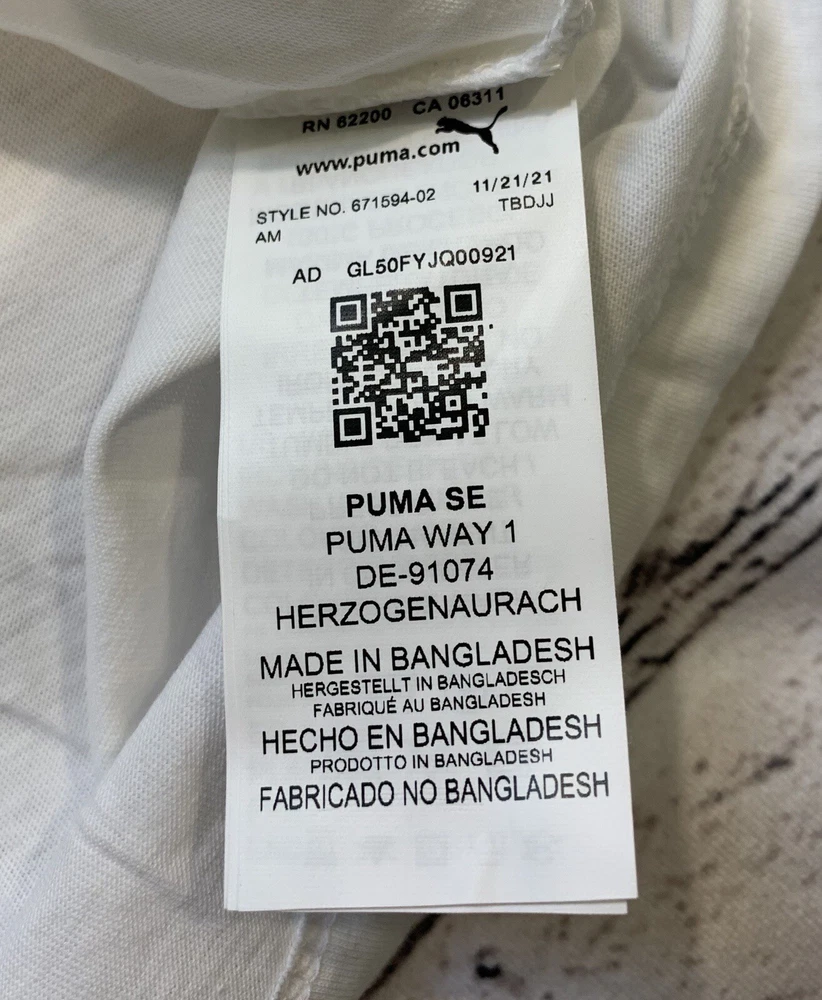 RN 62200 CA 06311
www.puma.com
STYLE NO. 671594-02 11/21/21
AM TBDJJ
AD GL50FYJQ00921
PUMA SE
PUMA WAY 1
DE-91074
HERZOGENAURACH
MADE IN BANGLADESH
HERGESTELLT IN BANGLADESCH
FABRIQUÉ AU BANGLADESH
HECHO EN BANGLADESH
PRODOTTO IN BANGLADESH
FABRICADO NO BANGLADESH